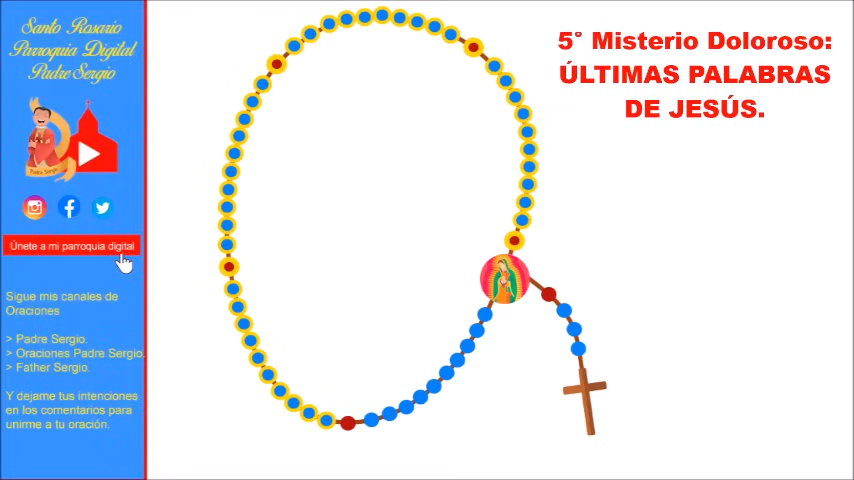 Santo Rosario
Parroquia Digital
Padre Sergio
Padre Sergio
Únete a mi parroquia digital
Sigue mis canales de
Oraciones
> Padre Sergio.
> Oraciones Padre Sergio.
> Father Sergio.
Y dejame tus intenciones
en los comentarios para
unirme a tu oración.
5° Misterio Doloroso:
ÚLTIMAS PALABRAS
DE JESÚS.